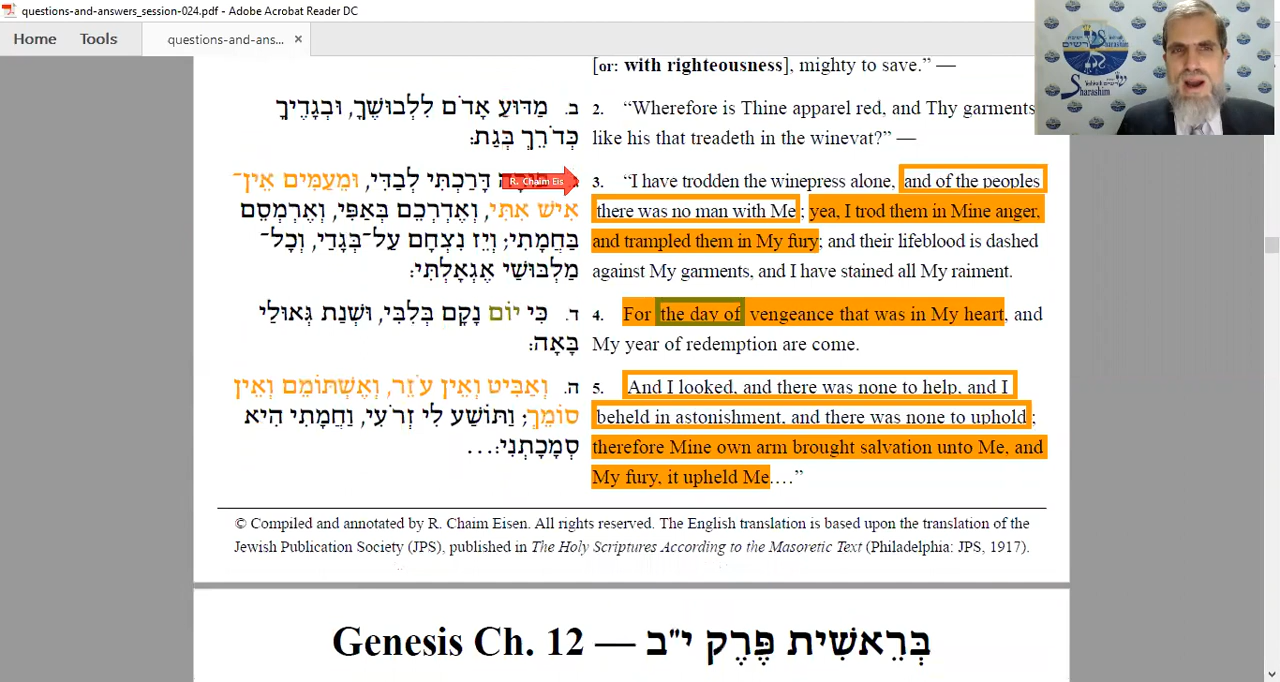 questions-and-answers_session-024.pdf - Adobe Acrobat Reader DC
Home Tools questions-and-ans... ×
ישיבת שרשים
Yeshivat Sharashim
[or: with righteousness], mighty to save.” —
ב. מַדּוּעַ אָדֹם לִלְבוּשֶׁךָ, וּבְגָדֶיךָ
כְּדֹרֵךְ בְּגַת:
2. “Wherefore is Thine apparel red, and Thy garments
like his that treadeth in the winevat?” —
דָּרַכְתִּי לְבַדִּי, וּמֵעַמִּים אֵין־
אִישׁ אִתִּי, וְאֶדְרְכֵם בְּאַפִּי, וְאֶרְמְסֵם
בַּחֲמָתִי; וְיֵז נִצְחָם עַל־בְּגָדַי, וְכָל־
מַלְבּוּשַׁי אֶגְאָלְתִּי:
R. Chaim Eis
3. “I have trodden the winepress alone, and of the peoples
there was no man with Me; yea, I trod them in Mine anger,
and trampled them in My fury; and their lifeblood is dashed
against My garments, and I have stained all My raiment.
ד. כִּי יוֹם נָקָם בְּלִבִּי, וּשְׁנַת גְּאוּלַי
בָּאָה:
4. For the day of vengeance that was in My heart, and
My year of redemption are come.
ה. וְאַבִּיט וְאֵין עֹזֵר, וְאֶשְׁתּוֹמֵם וְאֵין
סוֹמֵךְ; וַתּוֹשַׁע לִי זְרֹעִי, וַחֲמָתִי הִיא
סְמָכָתְנִי:...
5. And I looked, and there was none to help, and I
beheld in astonishment, and there was none to uphold;
therefore Mine own arm brought salvation unto Me, and
My fury, it upheld Me....”
© Compiled and annotated by R. Chaim Eisen. All rights reserved. The English translation is based upon the translation of the
Jewish Publication Society (JPS), published in The Holy Scriptures According to the Masoretic Text (Philadelphia: JPS, 1917).
Genesis Ch. 12 — בְּרֵאשִׁית פֶּרֶק י"ב